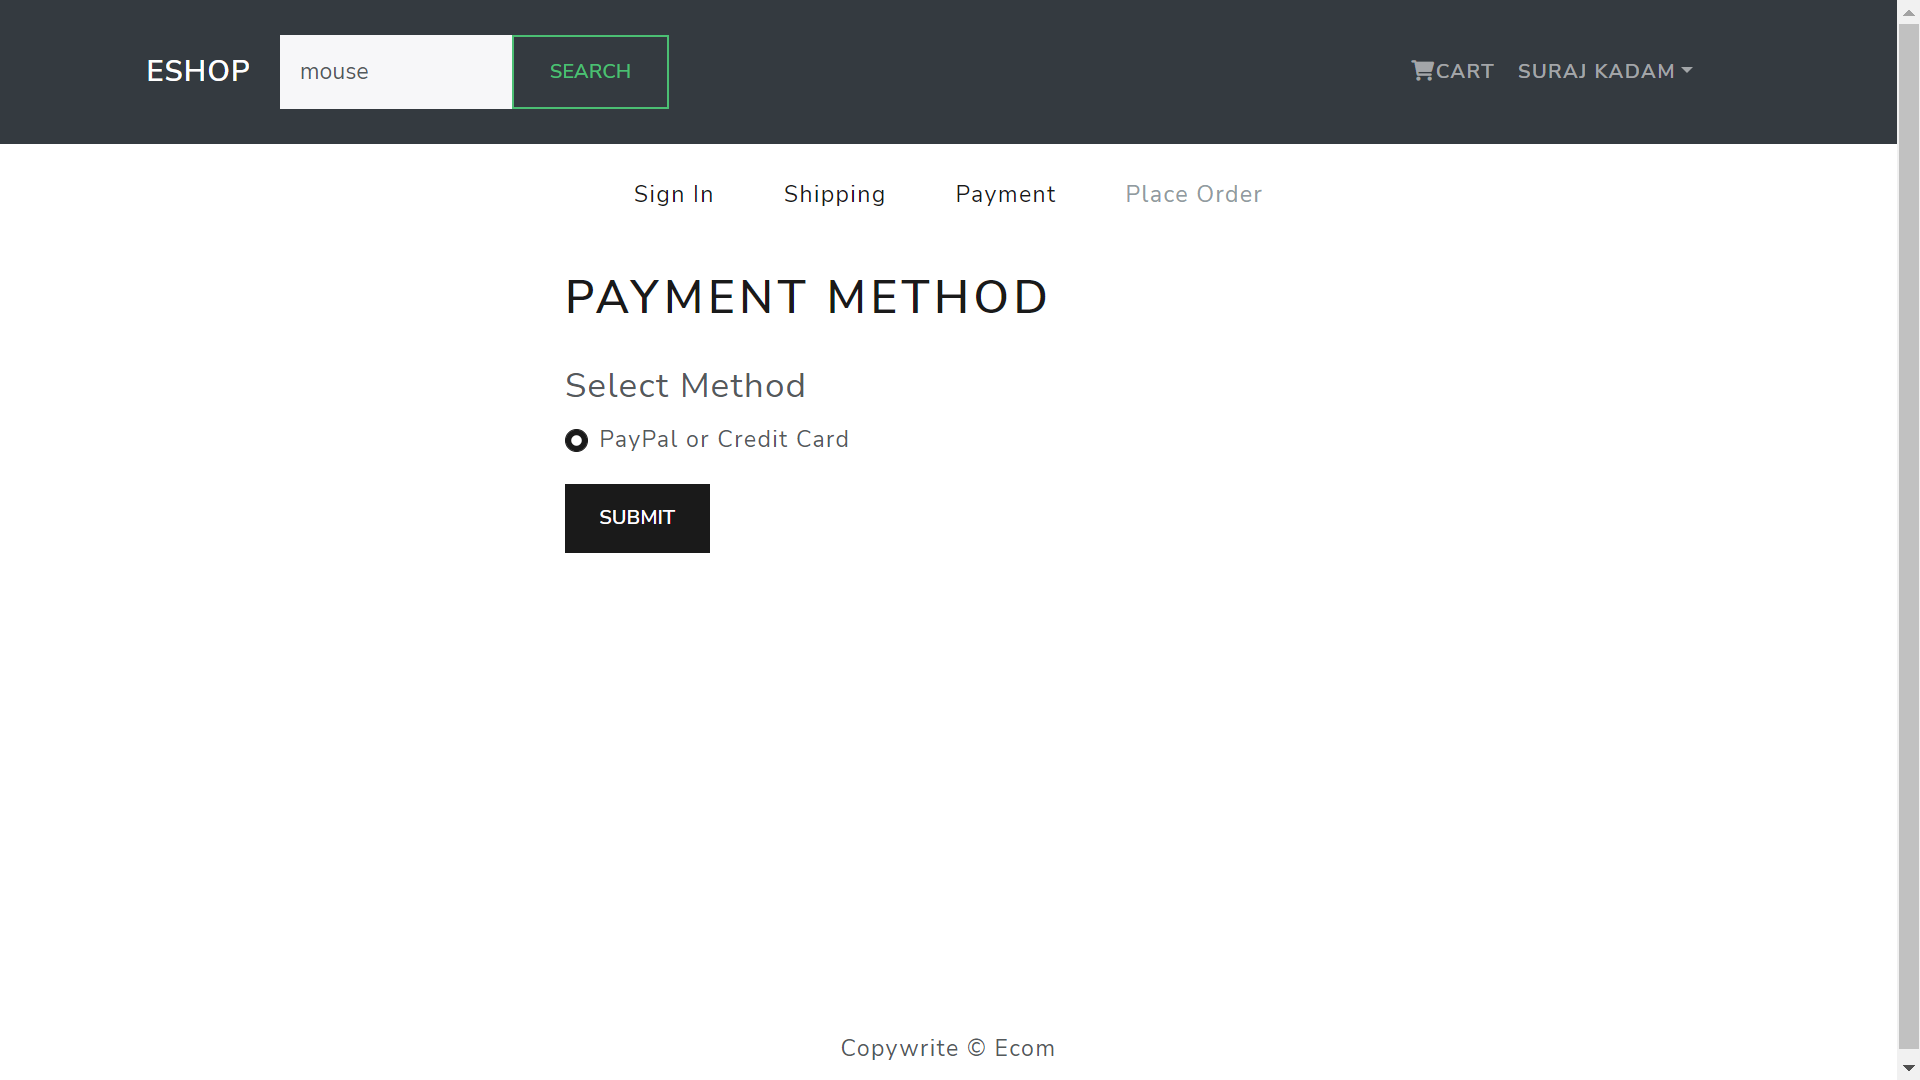 ESHOP mouse SEARCH CART SURAJ KADAM
Sign In Shipping Payment Place Order
PAYMENT METHOD
Select Method
PayPal or Credit Card
SUBMIT
Copywrite © Ecom